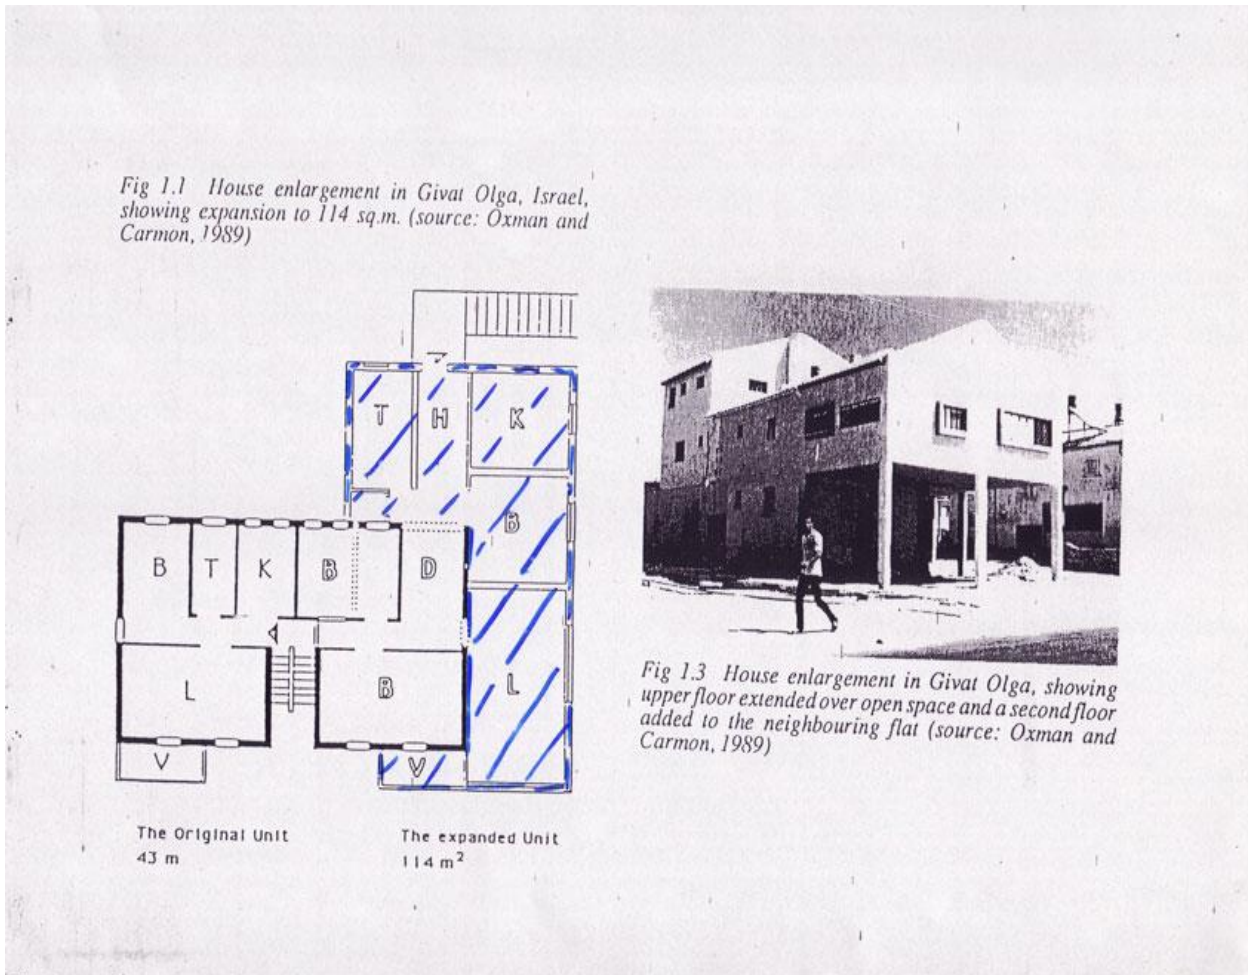 Fig 1.1 House enlargement in Givat Olga, Israel,
showing expansion to 114 sq.m. (source: Oxman and
Carmon, 1989)
T
H
K
B
B
T
K
B
D
L
B
L
V
V
The Original Unit
43 m
The expanded Unit
114 m²
Fig 1.3 House enlargement in Givat Olga, showing
upper floor extended over open space and a second floor
added to the neighbouring flat (source: Oxman and
Carmon, 1989)